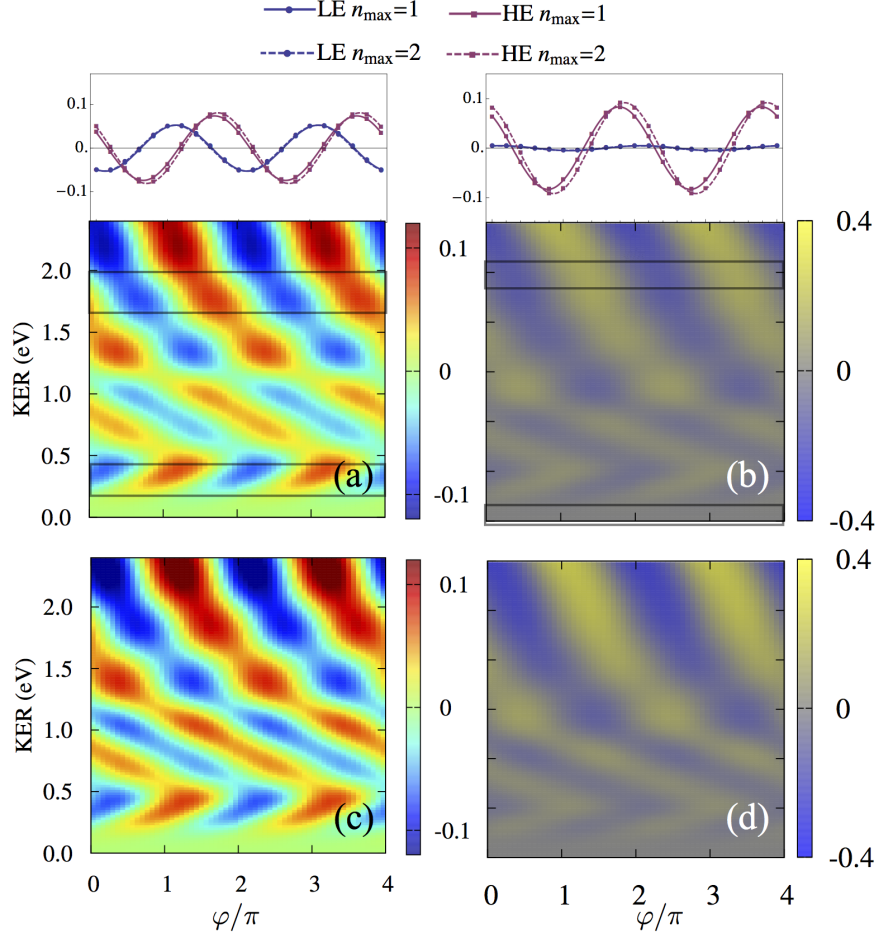 LE nmax=1 HE nmax=1
LE nmax=2 HE nmax=2
0.1 0.1
0. 0.
−0.1 −0.1
KER (eV)
2.0
1.5
1.0
0.5
0.0
(a)
0.1
0
-0.1
(b)
0.4
0
-0.4
KER (eV)
2.0
1.5
1.0
0.5
0.0
(c)
0.1
0
-0.1
(d)
0.4
0
-0.4
0 1 2 3 4
φ/π
0 1 2 3 4
φ/π